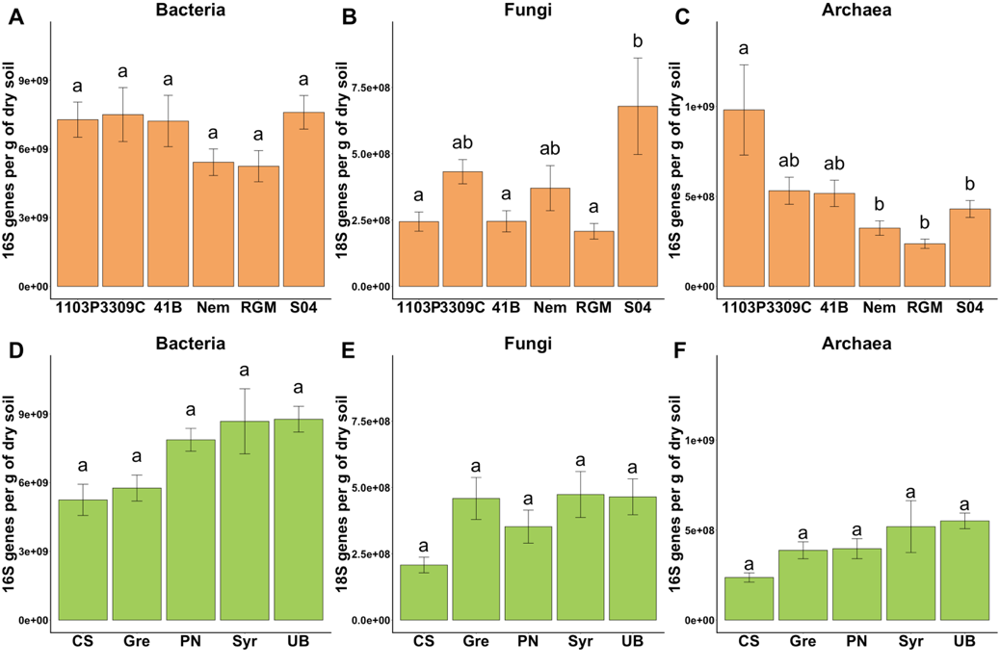 A Bacteria
16S genes per g of dry soil
9e+09
6e+09
3e+09
0e+00
a a a a a a
1103P 3309C 41B Nem RGM S04
B Fungi
18S genes per g of dry soil
7.5e+08
5.0e+08
2.5e+08
0.0e+00
a ab a ab a b
1103P 3309C 41B Nem RGM S04
C Archaea
16S genes per g of dry soil
1e+09
5e+08
0e+00
a ab ab b b b
1103P 3309C 41B Nem RGM S04
D Bacteria
16S genes per g of dry soil
9e+09
6e+09
3e+09
0e+00
a a a a a
CS Gre PN Syr UB
E Fungi
18S genes per g of dry soil
7.5e+08
5.0e+08
2.5e+08
0.0e+00
a a a a a
CS Gre PN Syr UB
F Archaea
16S genes per g of dry soil
1e+09
5e+08
0e+00
a a a a a
CS Gre PN Syr UB